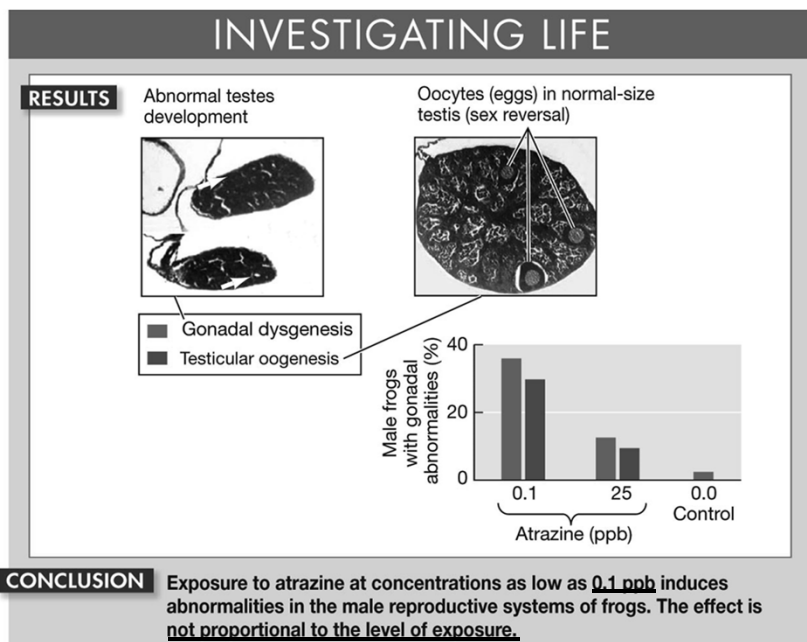 INVESTIGATING LIFE
RESULTS
Abnormal testes
development
Oocytes (eggs) in normal-size
testis (sex reversal)
Gonadal dysgenesis
Testicular oogenesis
Male frogs
with gonadal
abnormalities (%)
40
20
0
0.1
25
0.0
Control
Atrazine (ppb)
CONCLUSION
Exposure to atrazine at concentrations as low as 0.1 ppb induces
abnormalities in the male reproductive systems of frogs. The effect is
not proportional to the level of exposure.